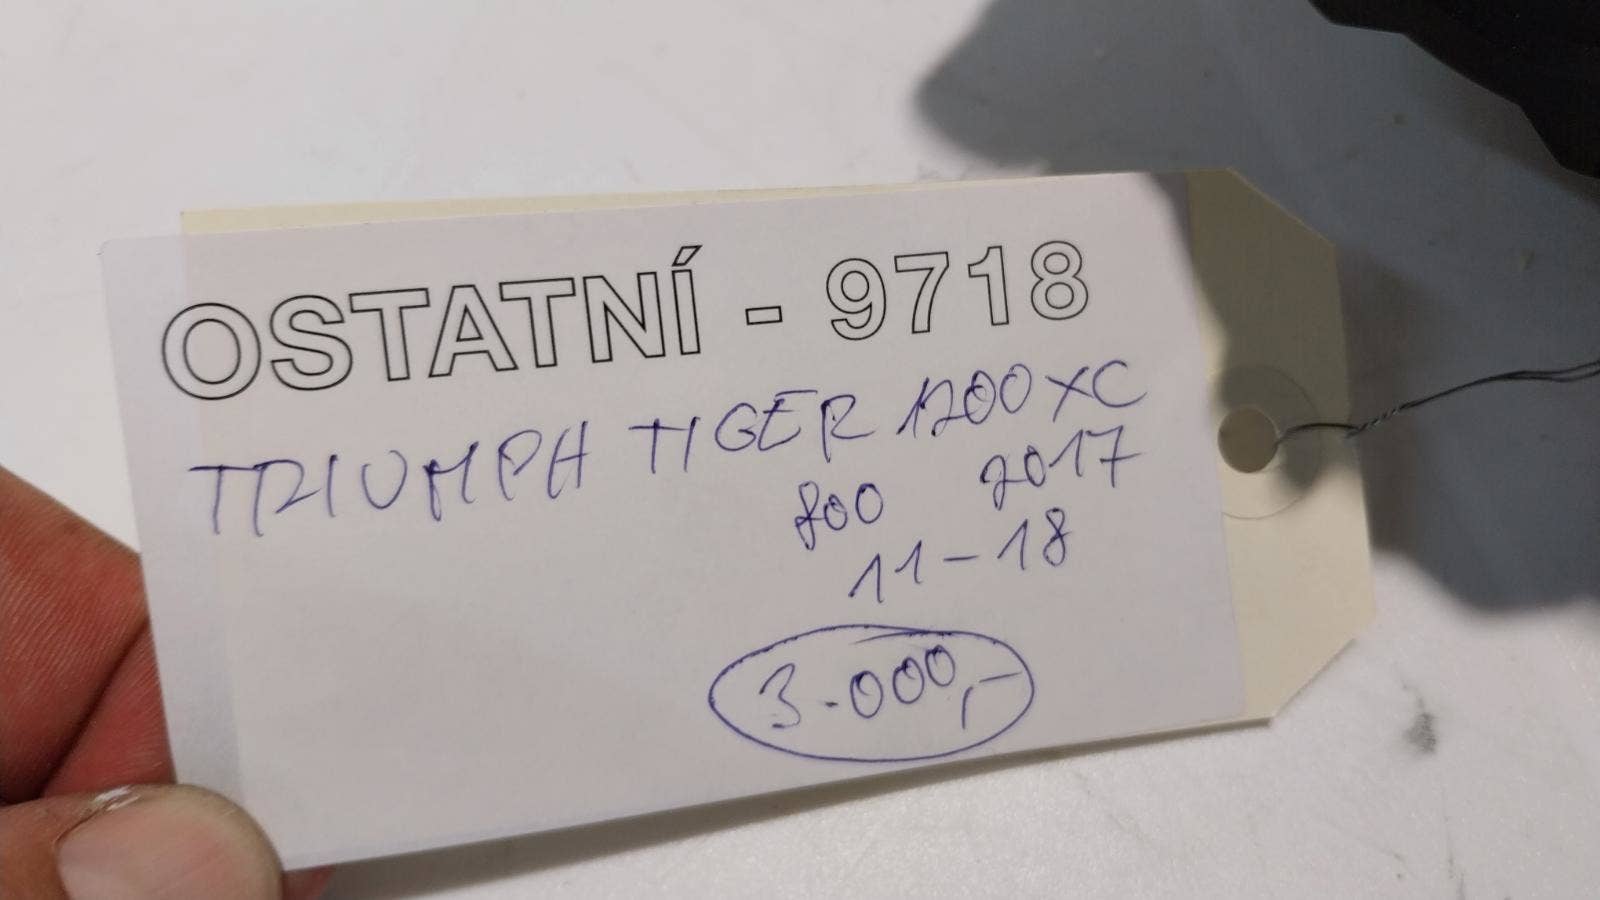 OSTATNÍ - 9718
TRIUMPH TIGER 1200 XC
800 2017
11-18
3.000,-